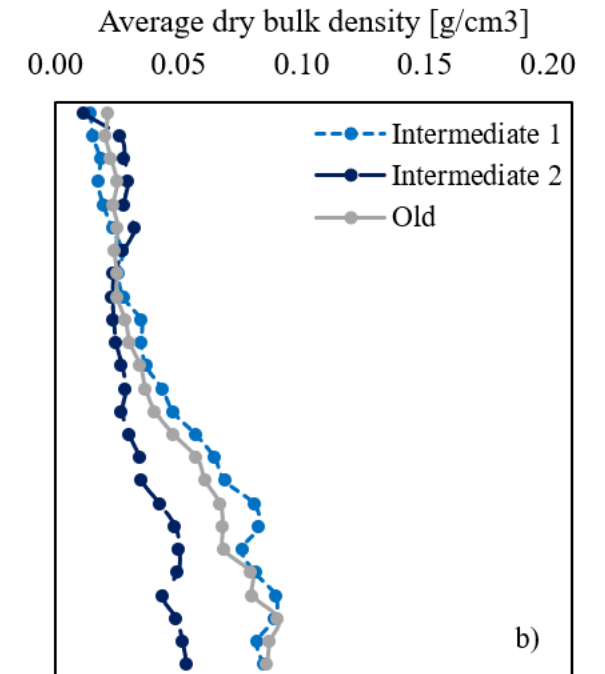 Average dry bulk density [g/cm3]
0.00 0.05 0.10 0.15 0.20
Intermediate 1
Intermediate 2
Old
b)